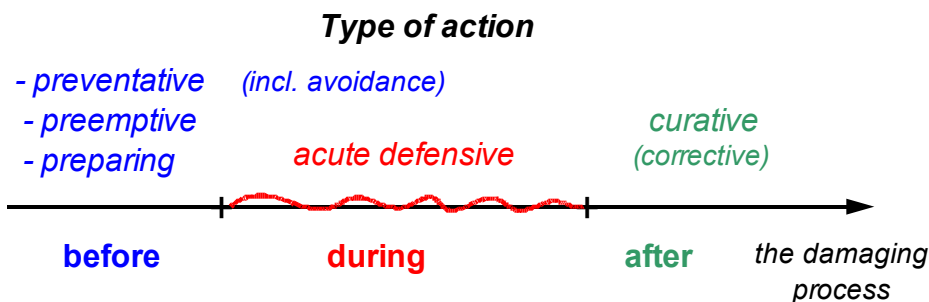 Type of action
- preventative (incl. avoidance)
- preemptive
- preparing
acute defensive
curative
(corrective)
before
during
after
the damaging
process